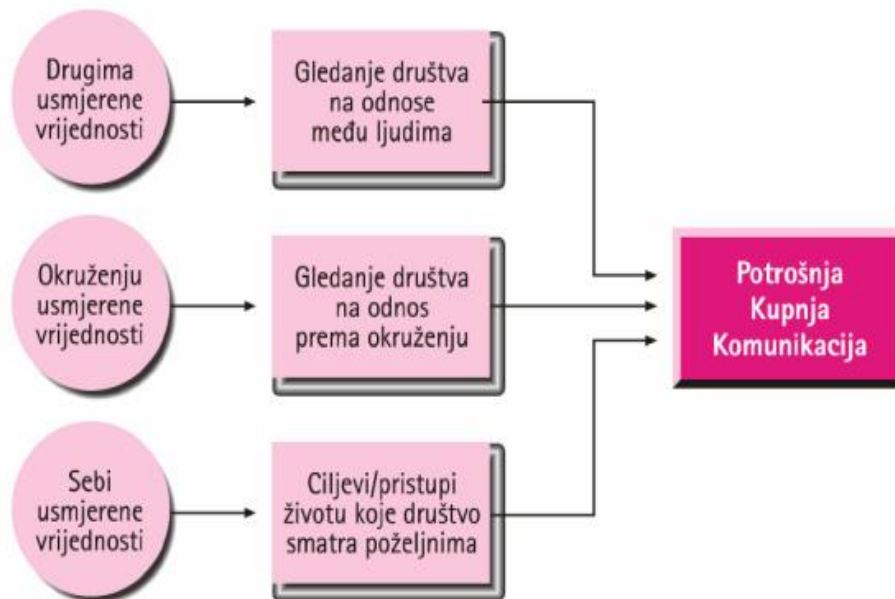 Drugima
usmjerene
vrijednosti
Gledanje društva
na odnose
među ljudima
Okruženju
usmjerene
vrijednosti
Gledanje društva
na odnos
prema okruženju
Potrošnja
Kupnja
Komunikacija
Sebi
usmjerene
vrijednosti
Ciljevi/pristupi
životu koje društvo
smatra poželjnima